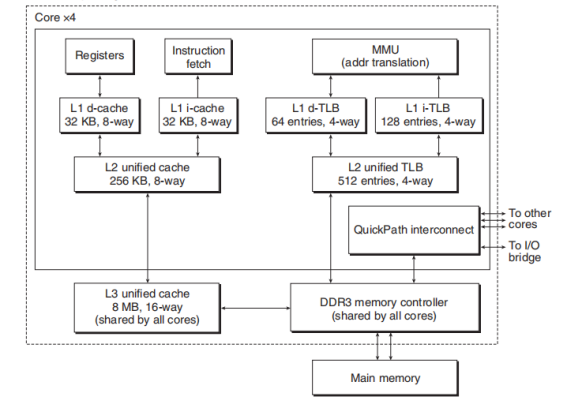 Core ×4
Registers
Instruction
fetch
MMU
(addr translation)
L1 d-cache
32 KB, 8-way
L1 i-cache
32 KB, 8-way
L1 d-TLB
64 entries, 4-way
L1 i-TLB
128 entries, 4-way
L2 unified cache
256 KB, 8-way
L2 unified TLB
512 entries, 4-way
QuickPath interconnect
To other
cores
To I/O
bridge
L3 unified cache
8 MB, 16-way
(shared by all cores)
DDR3 memory controller
(shared by all cores)
Main memory